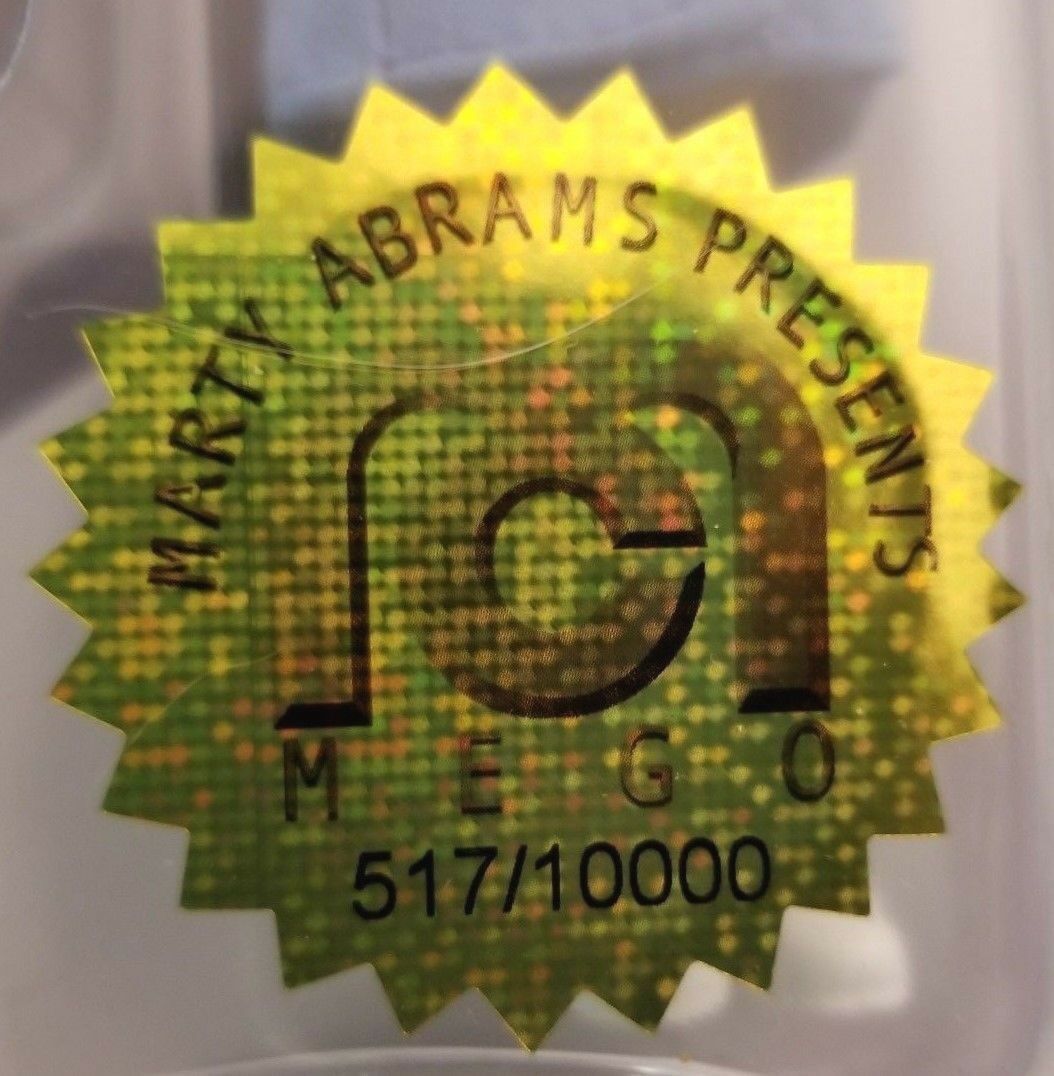 MARTY ABRAMS PRESENTS
MEGO
517/10000